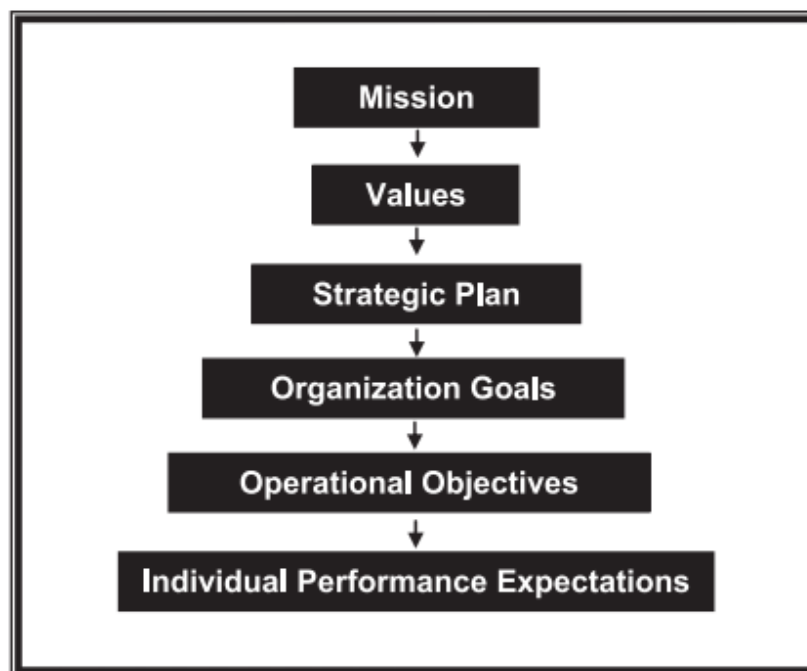 Mission
Values
Strategic Plan
Organization Goals
Operational Objectives
Individual Performance Expectations